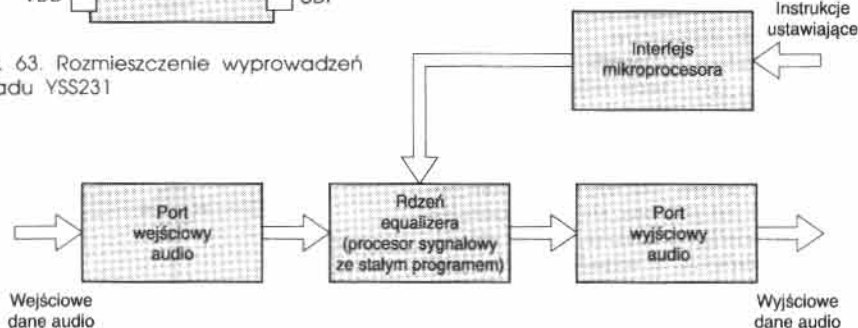 63. Rozmieszczenie wyprowadzeń
adu YSS231
Instrukcje
ustawiające
Interfejs
mikroprocesora
Port
wejściowy
audio
Rdzeń
equalizera
(procesor sygnałowy
ze stałym programem)
Port
wyjściowy
audio
Wejściowe
dane audio
Wyjściowe
dane audio